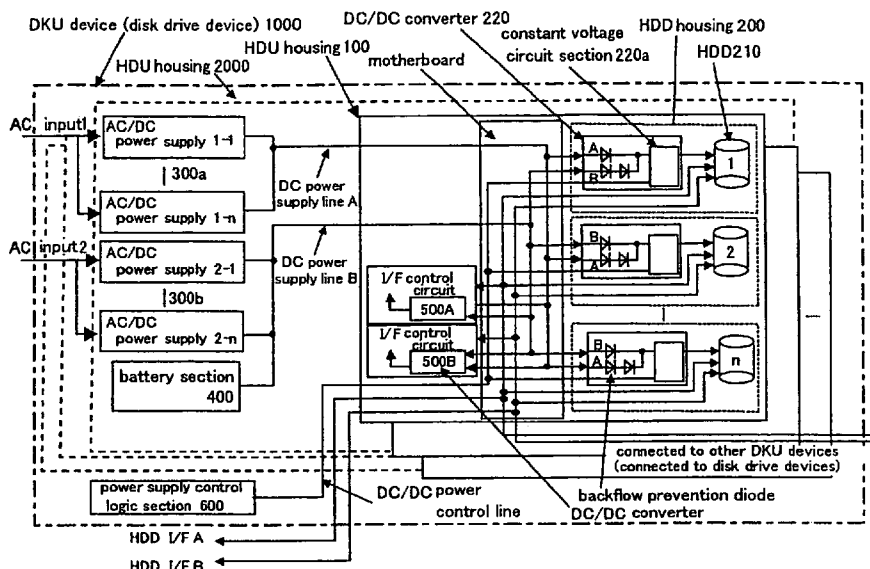 DKU device (disk drive device) 1000
HDU housing 2000
HDU housing 100
motherboard
DC/DC converter 220
constant voltage
circuit section 220a
HDD housing 200
HDD210
AC input1
AC/DC
power supply 1-1
300a
AC/DC
power supply 1-n
DC power
supply line A
AC input2
AC/DC
power supply 2-1
300b
AC/DC
power supply 2-n
DC power
supply line B
battery section
400
I/F control
circuit
500A
I/F control
circuit
500B
A
B
1
B
A
2
B
A
n
connected to other DKU devices
(connected to disk drive devices)
power supply control
logic section 600
DC/DC power
control line
backflow prevention diode
DC/DC converter
HDD I/F A
HDD I/F B